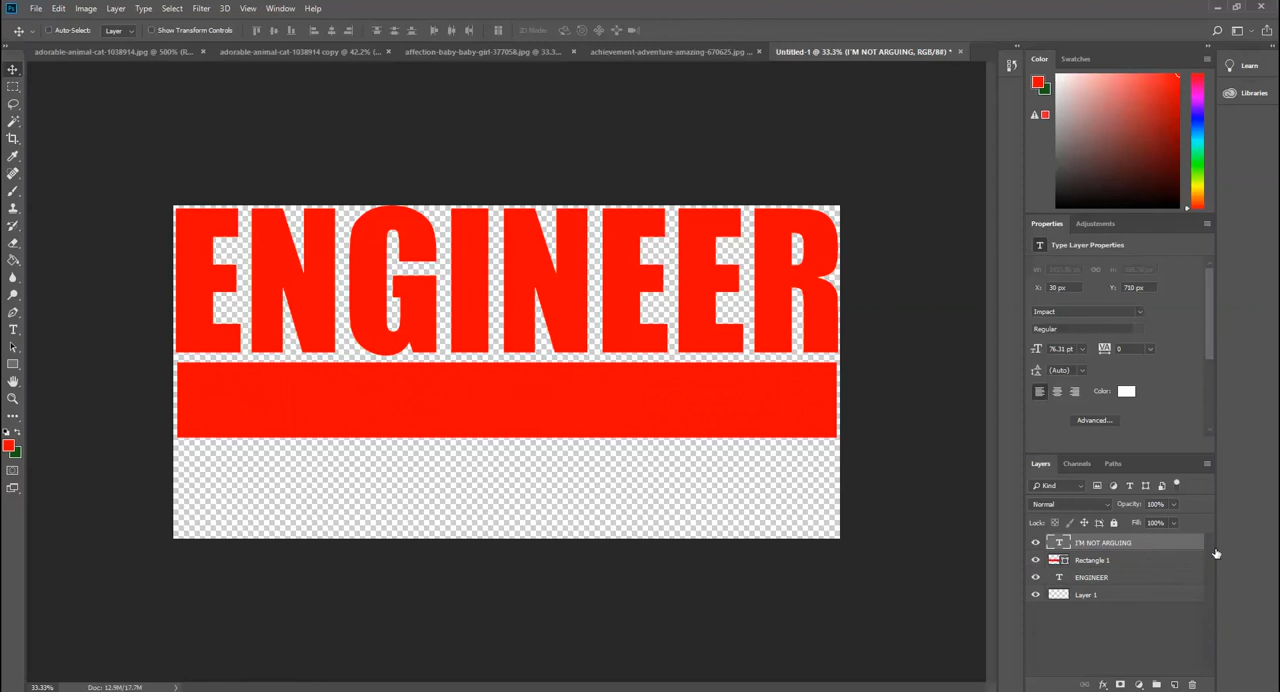 Ps File Edit Image Layer Type Select Filter 3D View Window Help
Auto-Select: Layer Show Transform Controls 3D Mode:
adorable-animal-cat-1038914.jpg @ 500% (R... × adorable-animal-cat-1038914 copy @ 42.2% (... × affection-baby-baby-girl-377058.jpg @ 33.3... × achievement-adventure-amazing-670625.jpg ... × Untitled-1 @ 33.3% (I'M NOT ARGUING, RGB/8#) * ×
Color Swatches
Learn
Libraries
ENGINEER
Properties Adjustments
T Type Layer Properties
W: H:
X: 30 px Y: 710 px
Impact
Regular
76.31 pt VA 0
(Auto) Color:
Advanced...
Layers Channels Paths
Kind
Normal Opacity: 100%
Lock: Fill: 100%
T I'M NOT ARGUING
Rectangle 1
T ENGINEER
Layer 1
33.33% Doc: 12.9M/17.7M
fx